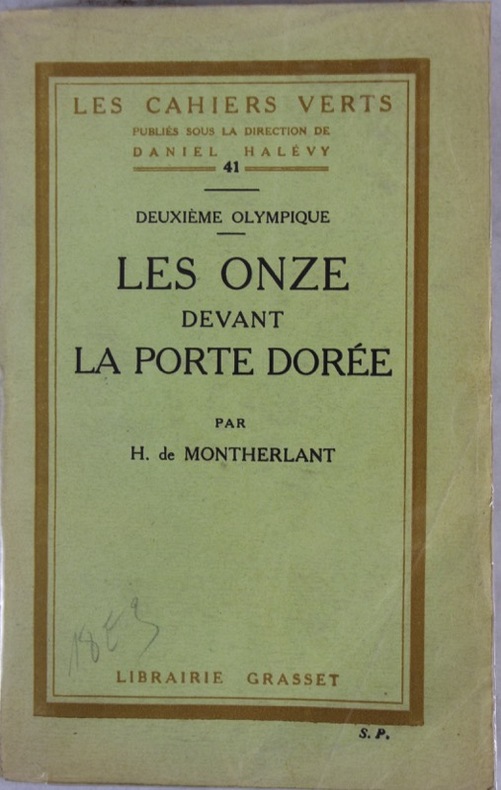 LES CAHIERS VERTS
PUBLIÉS SOUS LA DIRECTION DE
DANIEL HALÉVY
41
DEUXIÈME OLYMPIQUE
LES ONZE
DEVANT
LA PORTE DORÉE
PAR
H. de MONTHERLANT
LIBRAIRIE GRASSET
S. P.